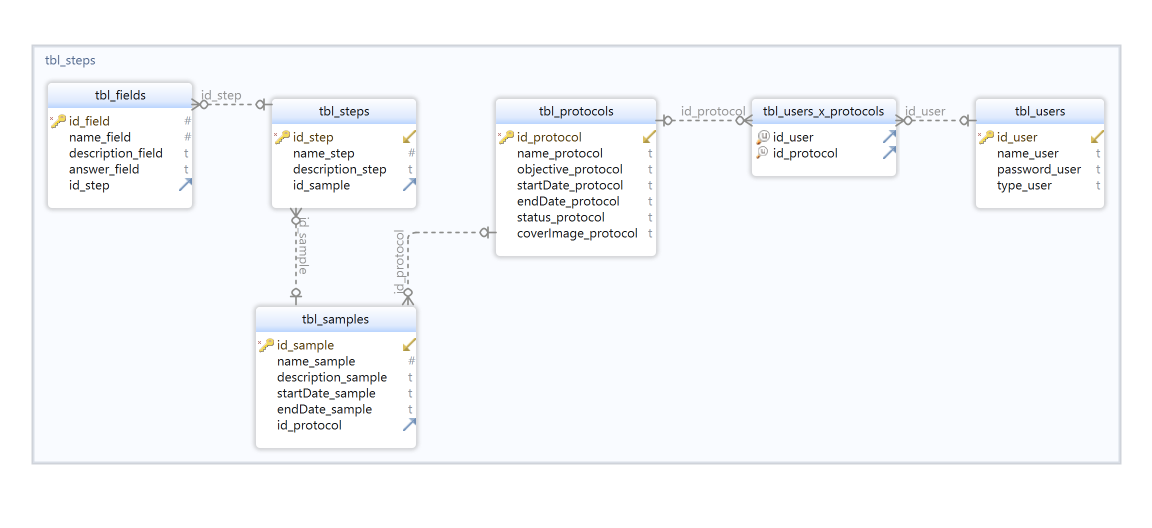 tbl_steps
tbl_fields
id_field #
name_field #
description_field t
answer_field t
id_step
id_step
tbl_steps
id_step
name_step #
description_step t
id_sample
id_sample
tbl_samples
id_sample
name_sample #
description_sample t
startDate_sample t
endDate_sample t
id_protocol
id_protocol
tbl_protocols
id_protocol
name_protocol t
objective_protocol t
startDate_protocol t
endDate_protocol t
status_protocol t
coverImage_protocol t
id_protocol
tbl_users_x_protocols
u id_user
u id_protocol
id_user
tbl_users
id_user
name_user t
password_user t
type_user t